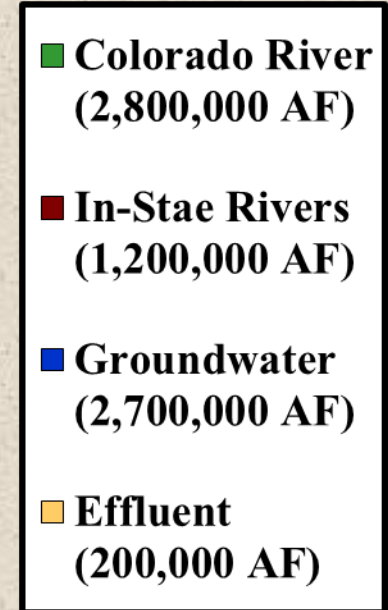 Colorado River
(2,800,000 AF)
In-Stae Rivers
(1,200,000 AF)
Groundwater
(2,700,000 AF)
Effluent
(200,000 AF)